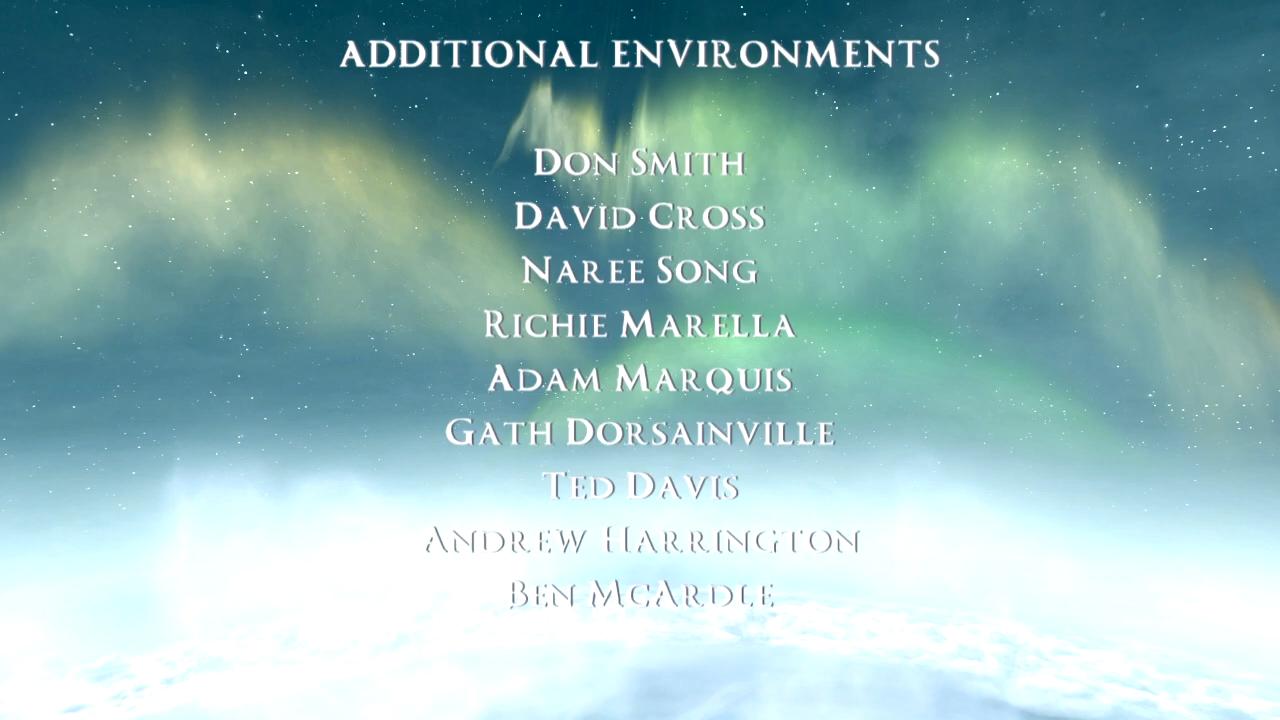 ADDITIONAL ENVIRONMENTS
DON SMITH
DAVID CROSS
NAREE SONG
RICHIE MARELLA
ADAM MARQUIS
GATH DORSAINVILLE
TED DAVIS
ANDREW HARRINGTON
BEN MCARDLE